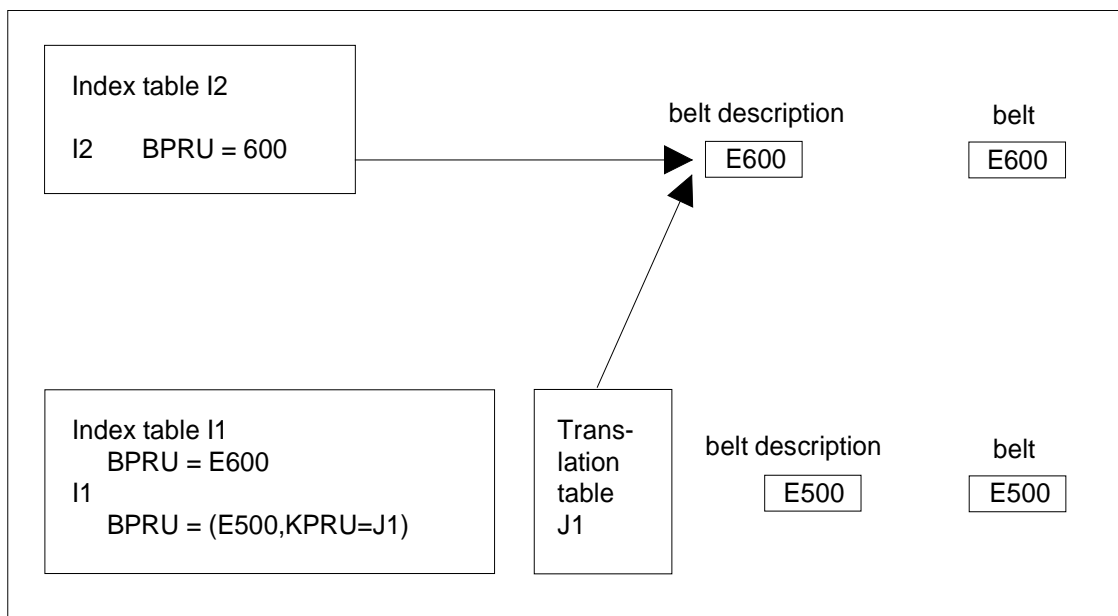 Index table I2
I2 BPRU = 600
belt description
belt
E600
E600
Index table I1
BPRU = E600
I1
BPRU = (E500,KPRU=J1)
Trans-
lation
table
J1
belt description
belt
E500
E500